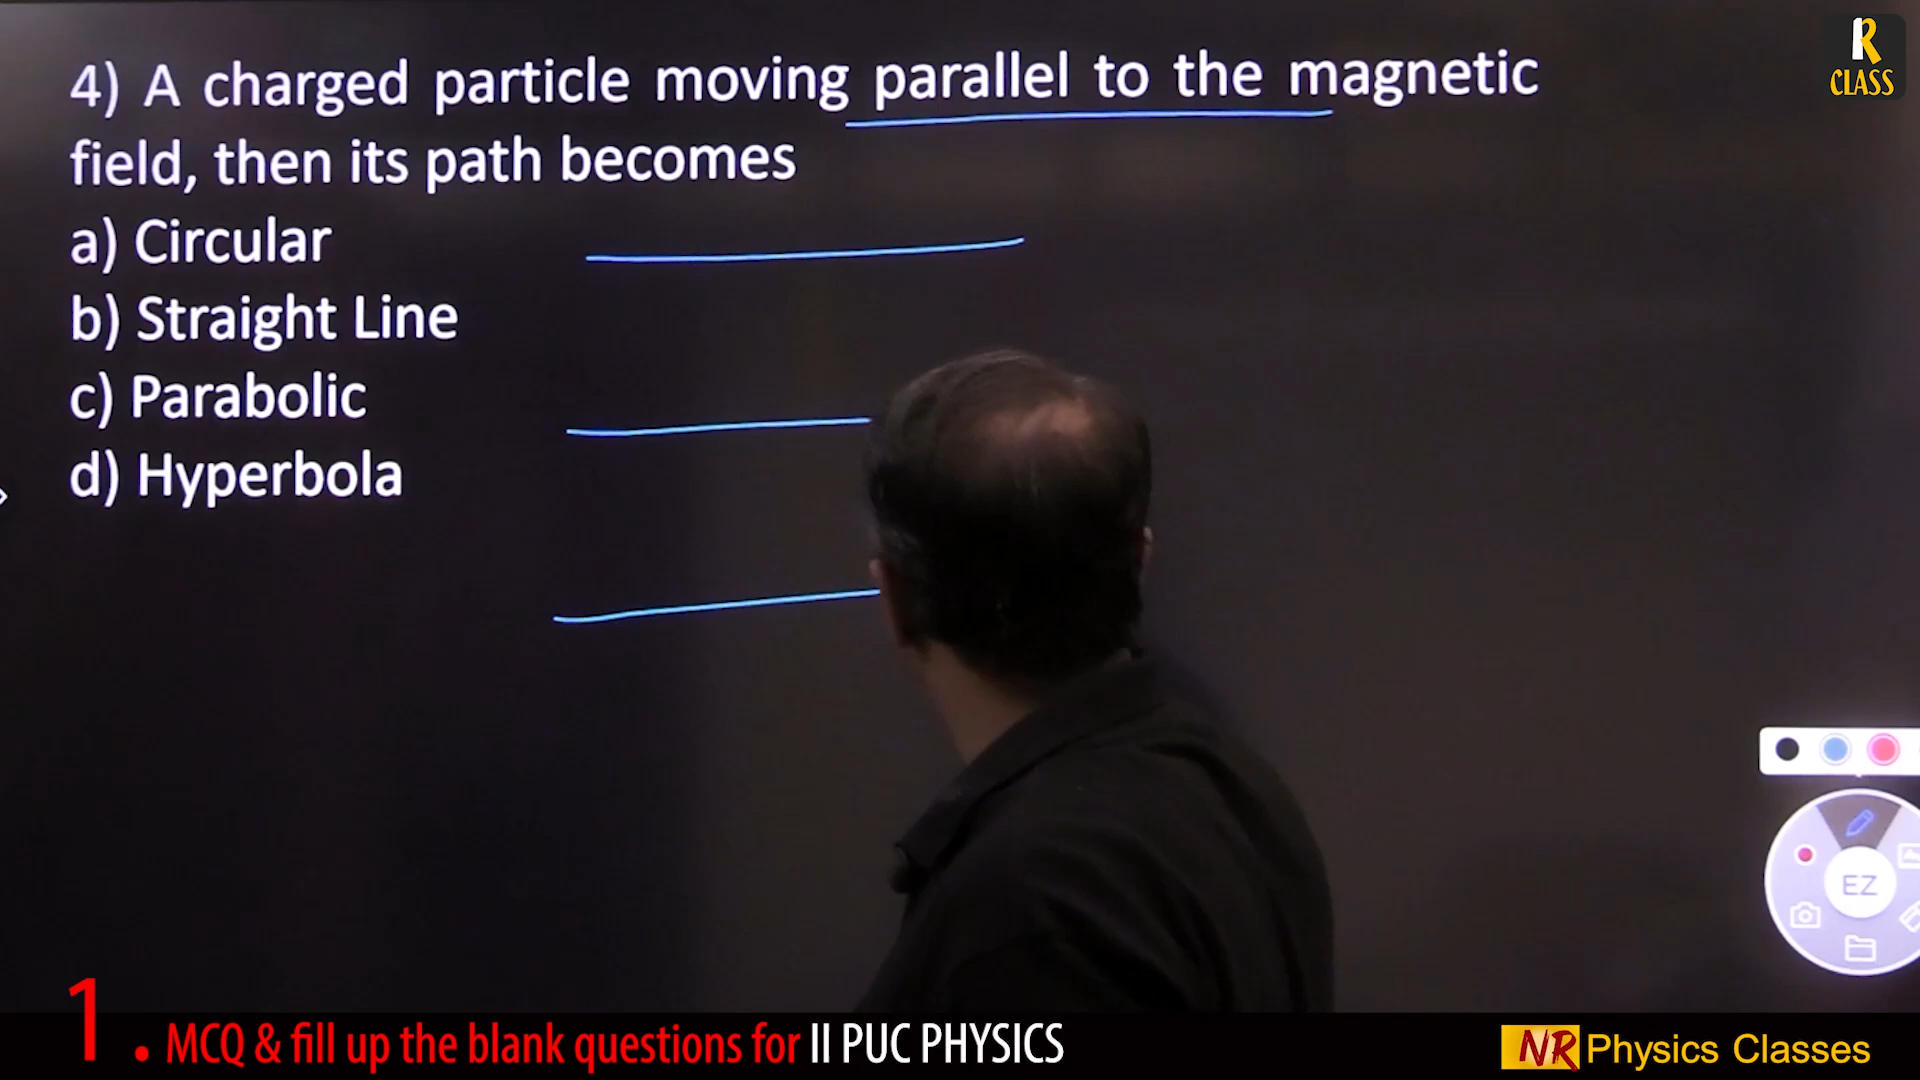 R
CLASS
4) A charged particle moving parallel to the magnetic
field, then its path becomes
a) Circular
b) Straight Line
c) Parabolic
d) Hyperbola
EZ
1. MCQ & fill up the blank questions for II PUC PHYSICS
NR Physics Classes